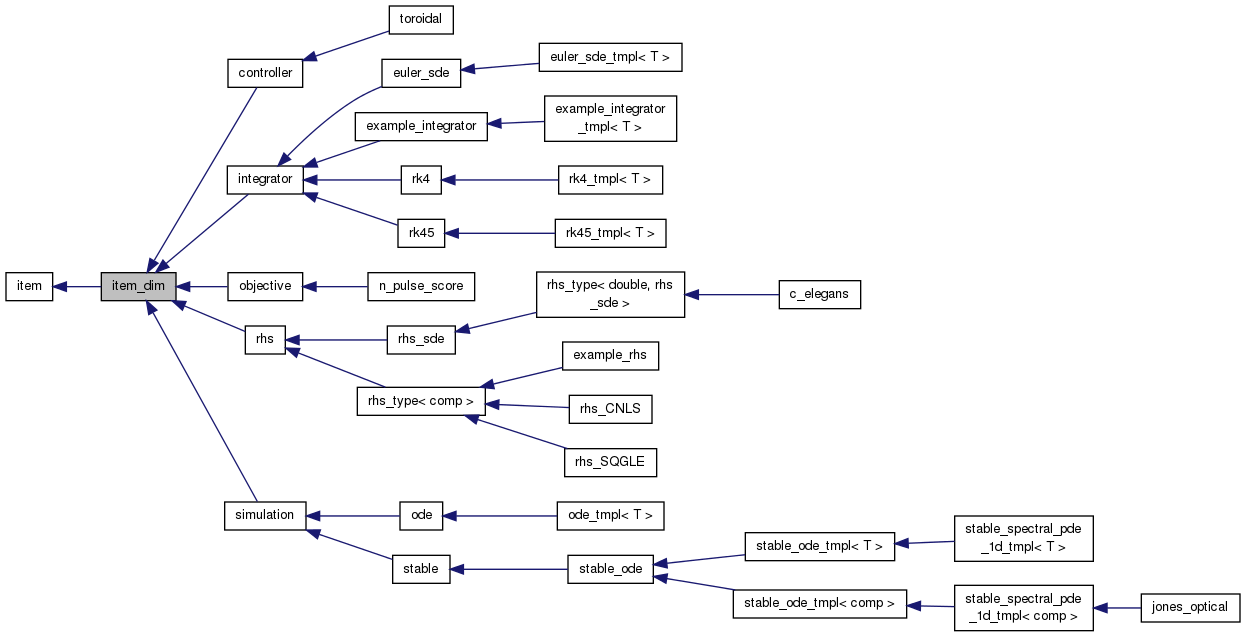 toroidal
controller
euler_sde
euler_sde_tmpl< T >
example_integrator
example_integrator
_tmpl< T >
integrator
rk4
rk4_tmpl< T >
rk45
rk45_tmpl< T >
item
item_dim
objective
n_pulse_score
rhs
rhs_sde
rhs_type< double, rhs
_sde >
c_elegans
rhs_type< comp >
example_rhs
rhs_CNLS
rhs_SQGLE
simulation
ode
ode_tmpl< T >
stable
stable_ode
stable_ode_tmpl< T >
stable_spectral_pde
_1d_tmpl< T >
stable_ode_tmpl< comp >
stable_spectral_pde
_1d_tmpl< comp >
jones_optical